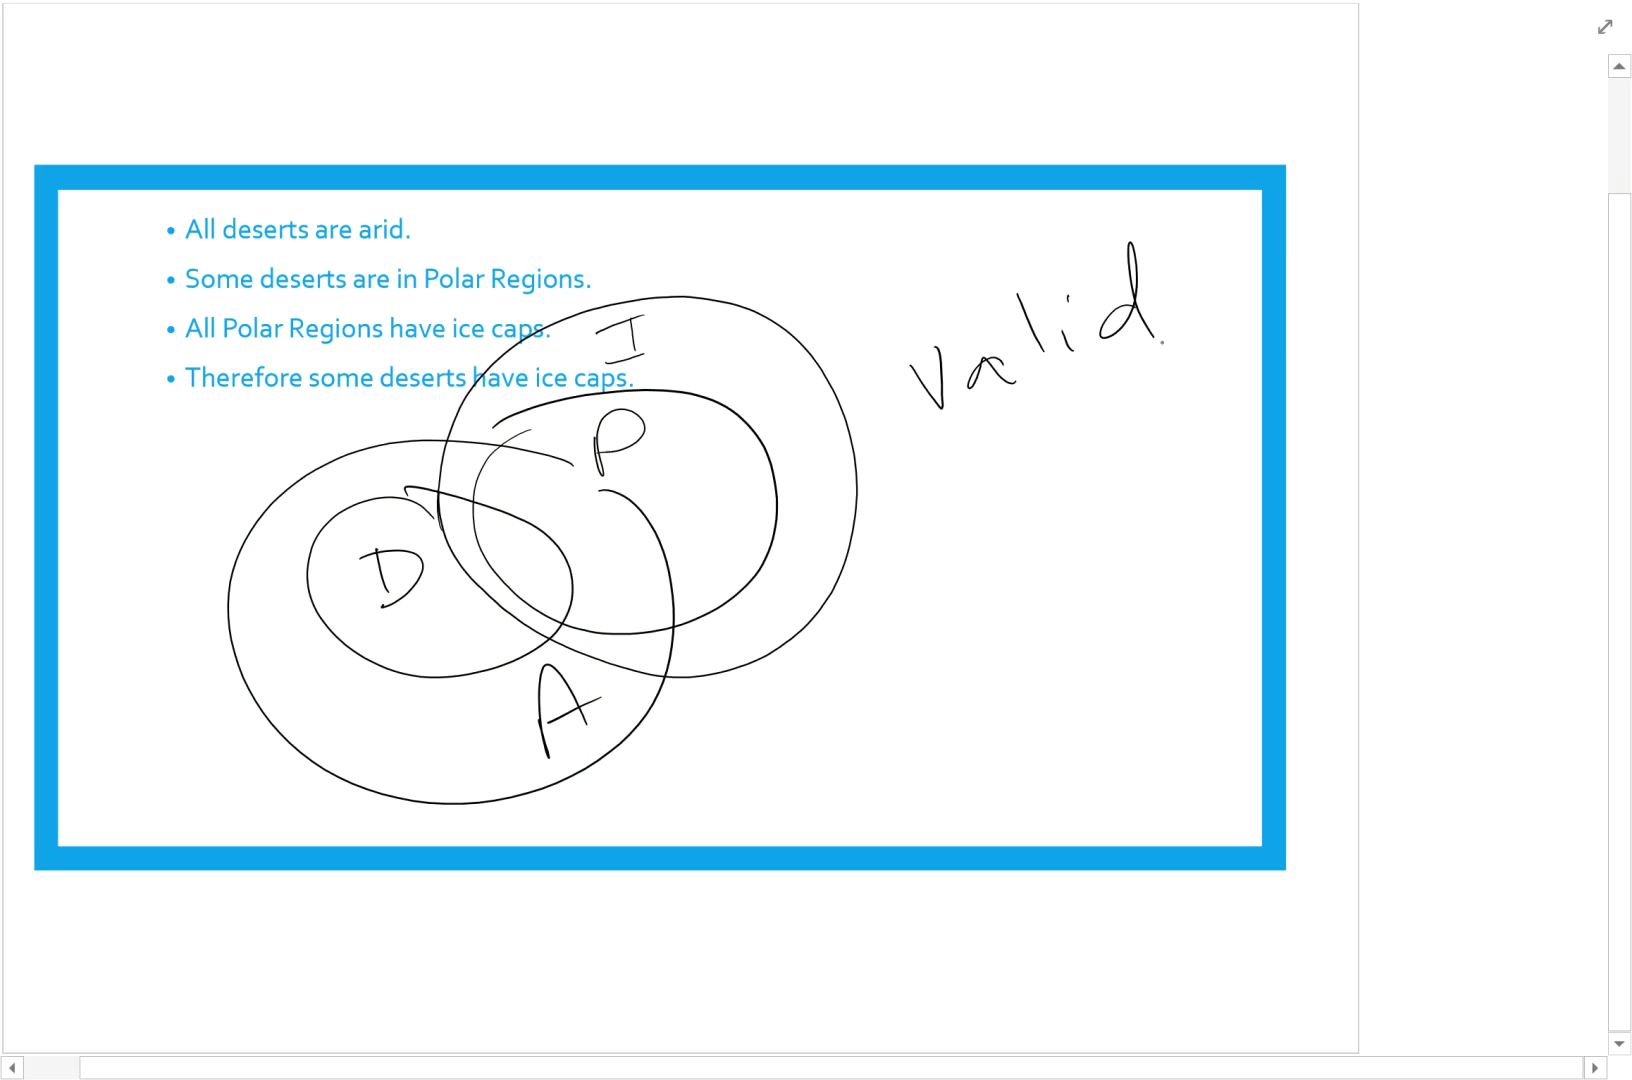 • All deserts are arid.
• Some deserts are in Polar Regions.
• All Polar Regions have ice caps.
• Therefore some deserts have ice caps.
valid.
I
P
D
A